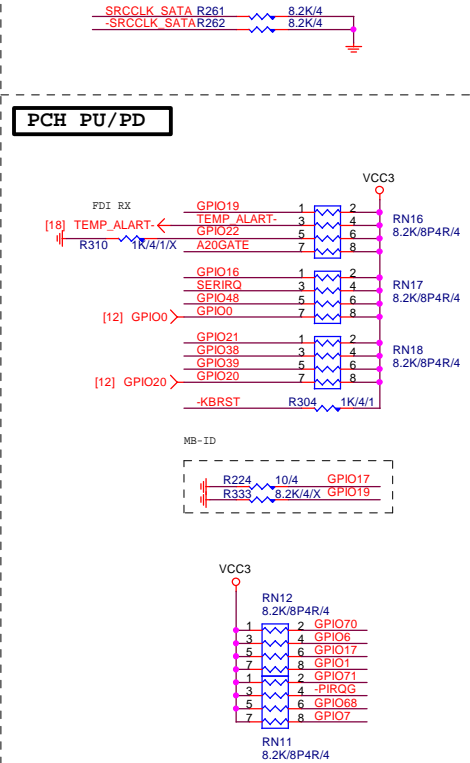 SRCCLK_SATA R261 8.2K/4
-SRCCLK_SATA R262 8.2K/4
PCH PU/PD
VCC3
FDI RX
GPIO19 1 2
[18] TEMP_ALART- TEMP_ALART- 3 4 RN16
GPIO22 5 6 8.2K/8P4R/4
R310 1K/4/1/X A20GATE 7 8
GPIO16 1 2
SERIRQ 3 4 RN17
GPIO48 5 6 8.2K/8P4R/4
[12] GPIO0 GPIO0 7 8
GPIO21 1 2
GPIO38 3 4 RN18
GPIO39 5 6 8.2K/8P4R/4
[12] GPIO20 GPIO20 7 8
-KBRST R304 1K/4/1
MB-ID
R224 10/4 GPIO17
R333 8.2K/4/X GPIO19
VCC3
RN12
8.2K/8P4R/4
1 2 GPIO70
3 4 GPIO6
5 6 GPIO17
7 8 GPIO1
1 2 GPIO71
3 4 -PIRQG
5 6 GPIO68
7 8 GPIO7
RN11
8.2K/8P4R/4